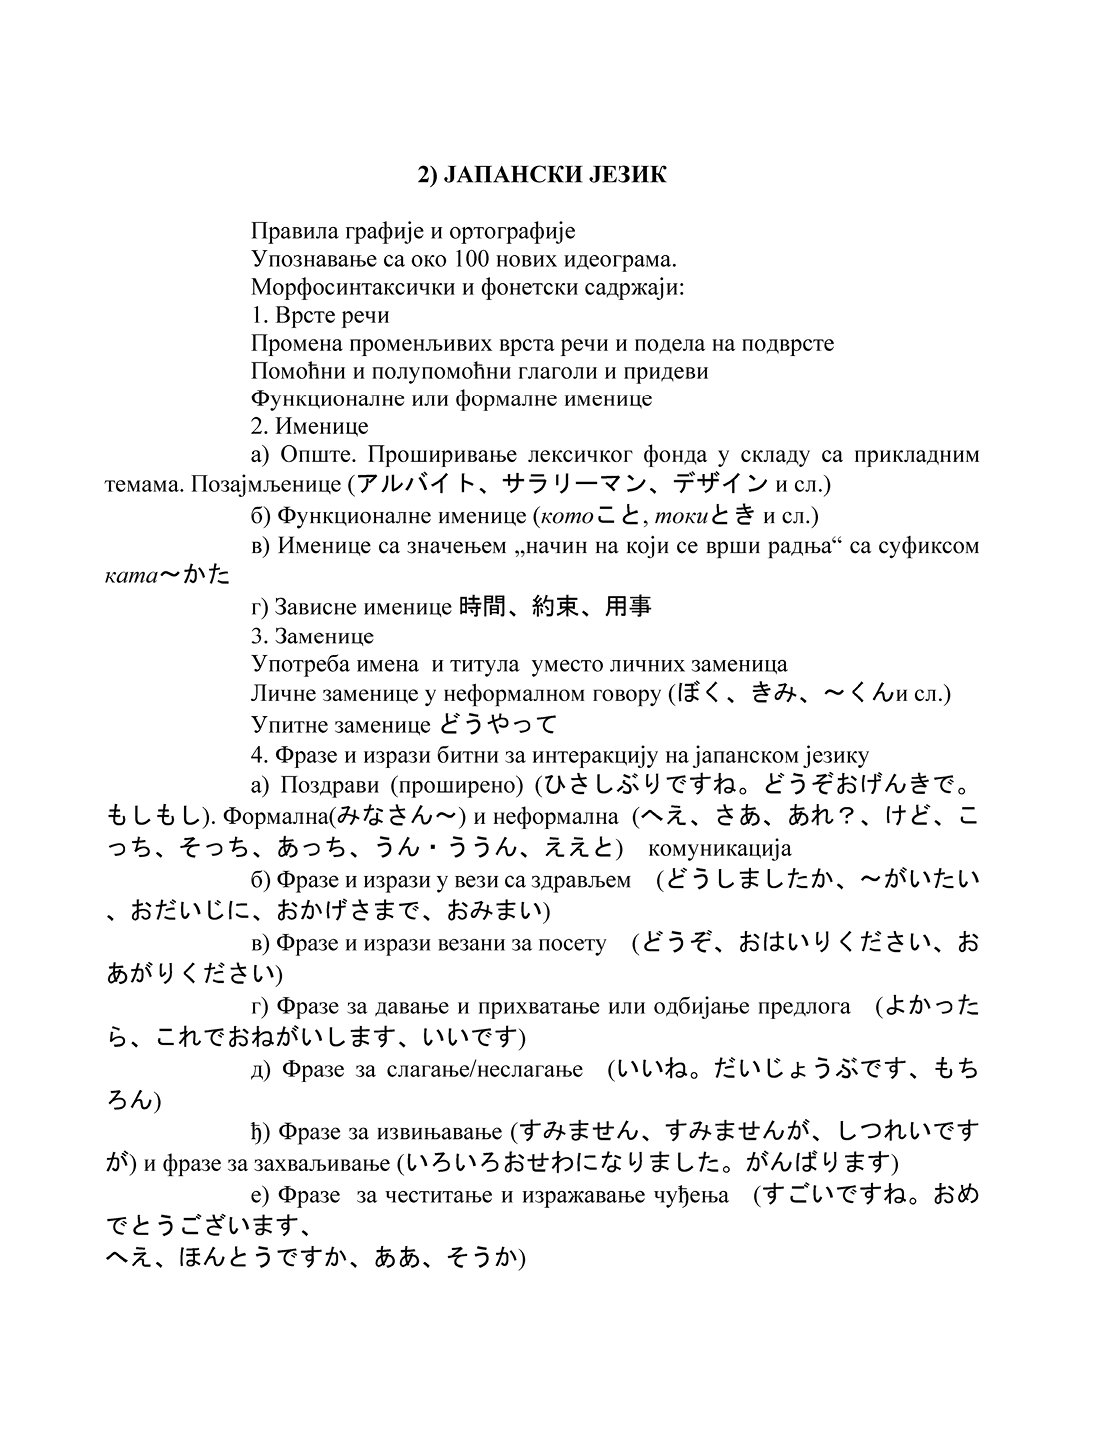 2) ЈАПАНСКИ ЈЕЗИК
Правила графије и ортографије
Упознавање са око 100 нових идеограма.
Морфосинтаксички и фонетски садржаји:
1. Врсте речи
Промена променљивих врста речи и подела на подврсте
Помоћни и полупомоћни глаголи и придеви
Функционалне или формалне именице
2. Именице
а) Опште. Проширивање лексичког фонда у складу са прикладним
темама. Позајмљенице (アルバイト、サラリーマン、デザイン и сл.)
б) Функционалне именице (котоこと, токиとき и сл.)
в) Именице са значењем „начин на који се врши радња“ са суфиксом
ката～かた
г) Зависне именице 時間、約束、用事
3. Заменице
Употреба имена и титула уместо личних заменица
Личне заменице у неформалном говору (ぼく、きみ、～くんи сл.)
Упитне заменице どうやって
4. Фразе и изрази битни за интеракцију на јапанском језику
а) Поздрави (проширено) (ひさしぶりですね。どうぞおげんきで。
もしもし). Формална(みなさん～) и неформална (へえ、さあ、あれ？、けど、こ
っち、そっち、あっち、うん・ううん、ええと) комуникација
б) Фразе и изрази у вези са здрављем (どうしましたか、～がいたい
、おだいじに、おかげさまで、おみまい)
в) Фразе и изрази везани за посету (どうぞ、おはいりください、お
あがりください)
г) Фразе за давање и прихватање или одбијање предлога (よかった
ら、これでおねがいします、いいです)
д) Фразе за слагање/неслагање (いいね。だいじょうぶです、もち
ろん)
ђ) Фразе за извињавање (すみません、すみませんが、しつれいです
が) и фразе за захваљивање (いろいろおせわになりました。がんばります)
е) Фразе за честитање и изражавање чуђења (すごいですね。おめ
でとうございます、
へえ、ほんとうですか、ああ、そうか)